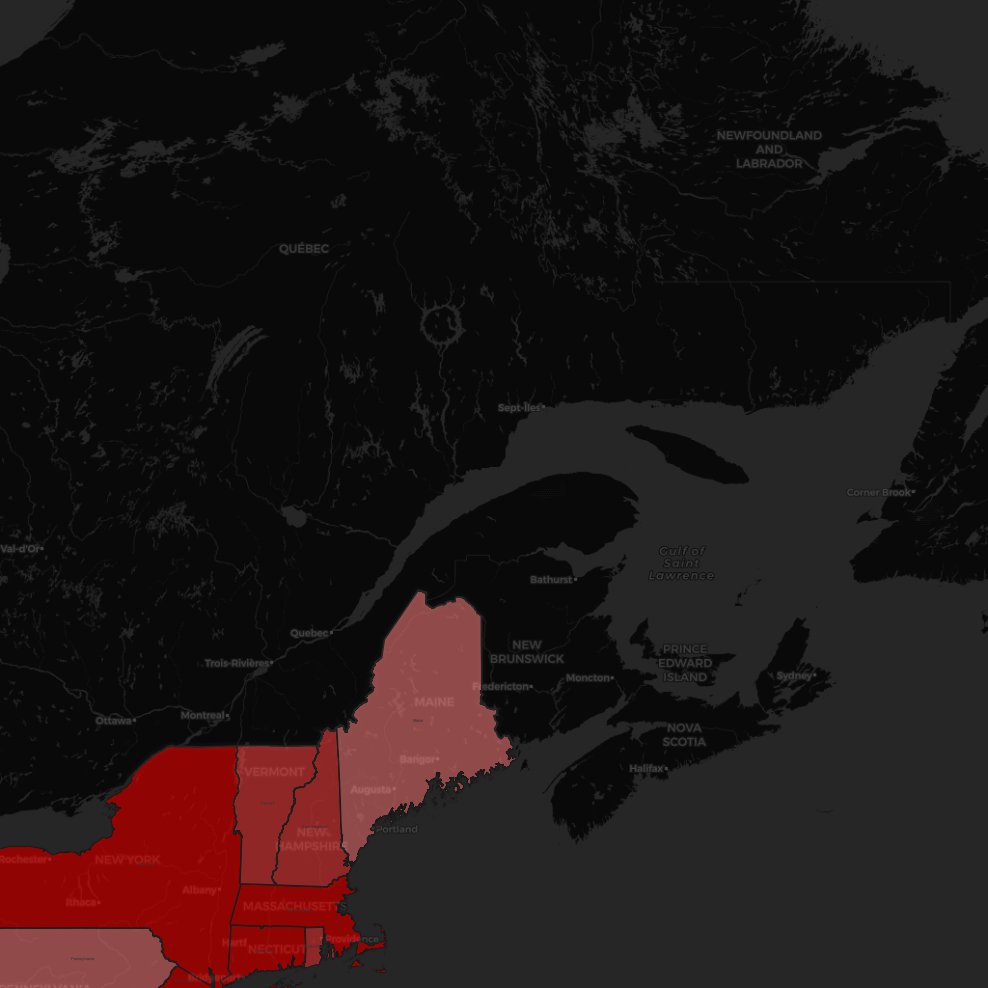 NEWFOUNDLAND
AND
LABRADOR
QUÉBEC
Sept-Îles
Corner Brook
Val-d'Or
Gulf of
Saint
Lawrence
Bathurst
Quebec
NEW
BRUNSWICK
PRINCE
EDWARD
ISLAND
Trois-Rivières
Moncton
Sydney
Fredericton
MAINE
Montreal
Ottawa
NOVA
SCOTIA
Bangor
Halifax
VERMONT
Augusta
Portland
NEW
HAMPSHIRE
Rochester
NEW YORK
Albany
Ithaca
MASSACHUSETTS
Hartf
NECTICUT
Providence
Pennsylvania